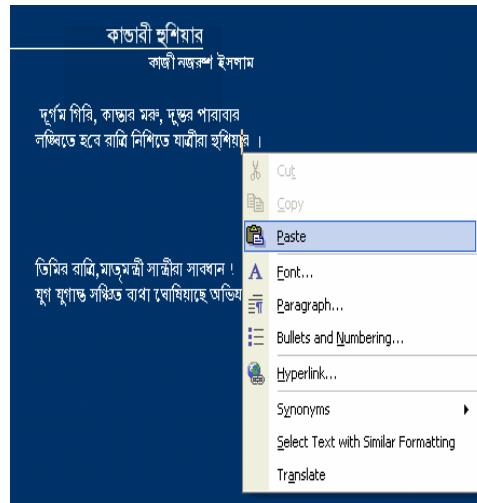 কান্ডাবী হুশিয়াব
কাজী নজরুশ ইসলাম
দূর্গম গিরি, কান্তার মরু, দুস্তর পারাবার
লঙ্ঘিতে হবে রাত্রি নিশিতে যাত্রীরা হুশিয়ার ।
Cut
Copy
Paste
তিমির রাত্রি,মাতৃমন্ত্রী সান্ত্রীরা সাবধান !
যুগ যুগান্ত সঞ্চিত ব্যথা ঘোষিয়াছে অভিয
Font...
Paragraph...
Bullets and Numbering...
Hyperlink...
Synonyms
Select Text with Similar Formatting
Translate